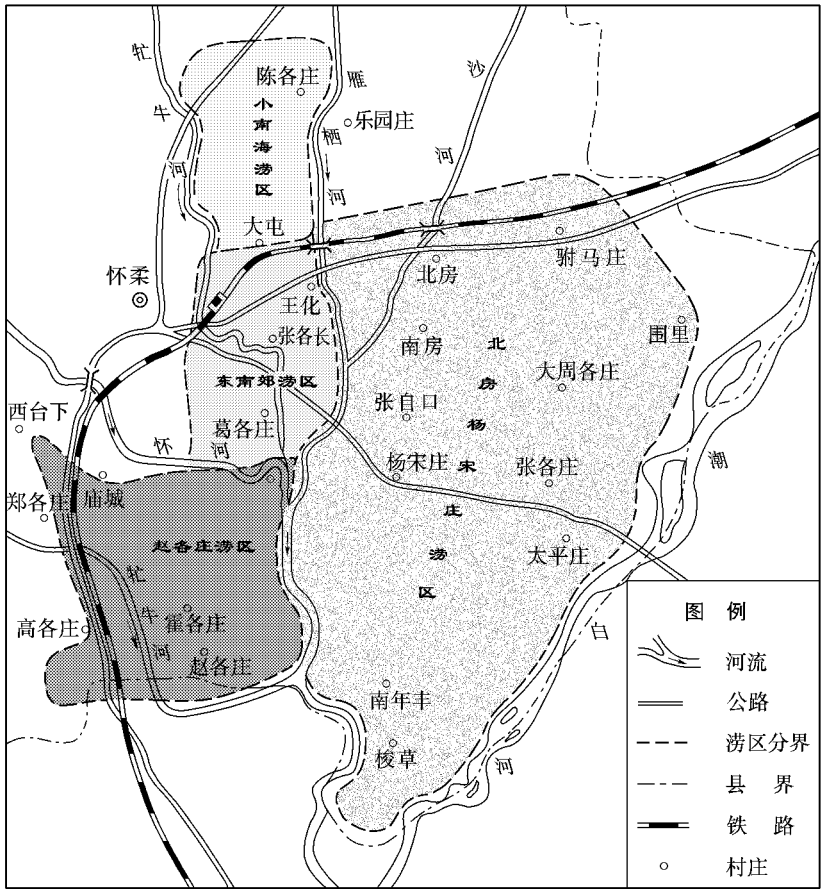 牤牛河
雁栖河
沙河
陈各庄
小南海涝区
乐园庄
大屯
怀柔
王化
北房
驸马庄
张各长
南房
围里
北房杨宋庄涝区
东南郊涝区
大周各庄
张自口
西台下
葛各庄
怀河
杨宋庄
张各庄
潮白河
郑各庄
庙城
赵各庄涝区
太平庄
牤牛河
霍各庄
高各庄
赵各庄
南年丰
梭草
图 例
河流
公路
涝区分界
县 界
铁 路
村庄